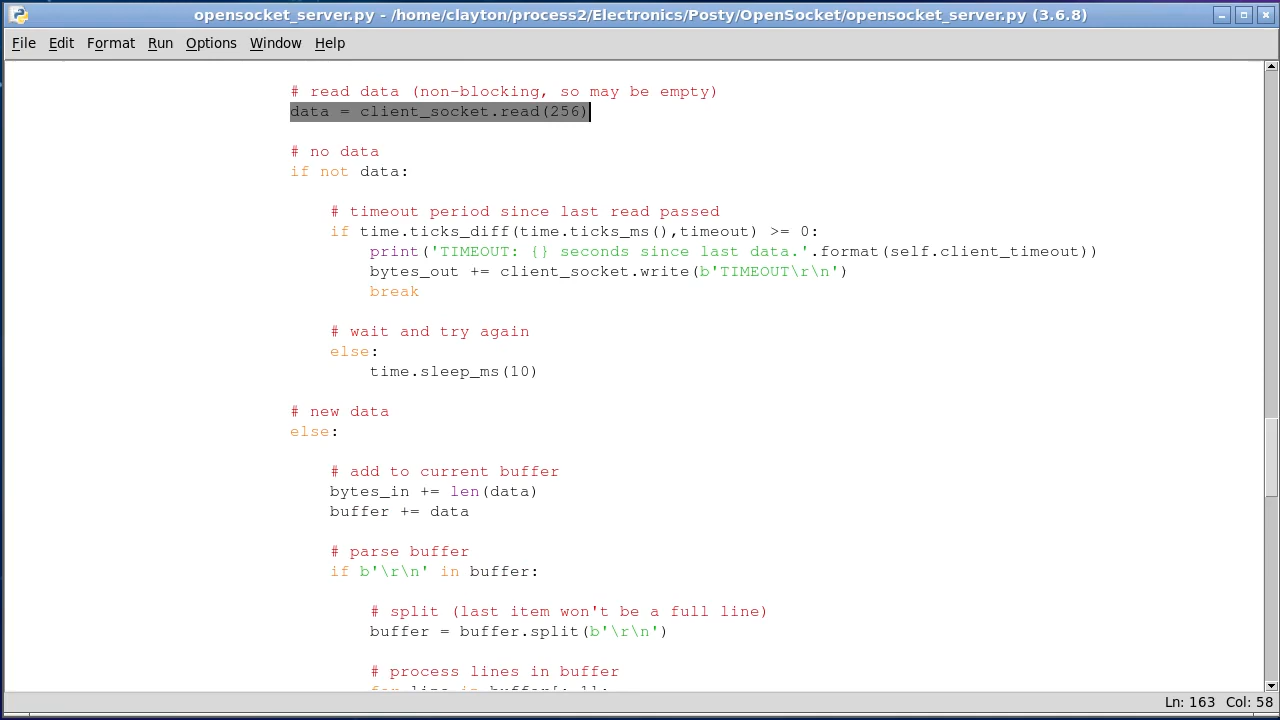 opensocket_server.py - /home/clayton/process2/Electronics/Posty/OpenSocket/opensocket_server.py (3.6.8)
File Edit Format Run Options Window Help
# read data (non-blocking, so may be empty)
data = client_socket.read(256)
# no data
if not data:
# timeout period since last read passed
if time.ticks_diff(time.ticks_ms(),timeout) >= 0:
print('TIMEOUT: {} seconds since last data.'.format(self.client_timeout))
bytes_out += client_socket.write(b'TIMEOUT\r\n')
break
# wait and try again
else:
time.sleep_ms(10)
# new data
else:
# add to current buffer
bytes_in += len(data)
buffer += data
# parse buffer
if b'\r\n' in buffer:
# split (last item won't be a full line)
buffer = buffer.split(b'\r\n')
# process lines in buffer
for line in buffer[:-1]:
Ln: 163 Col: 58